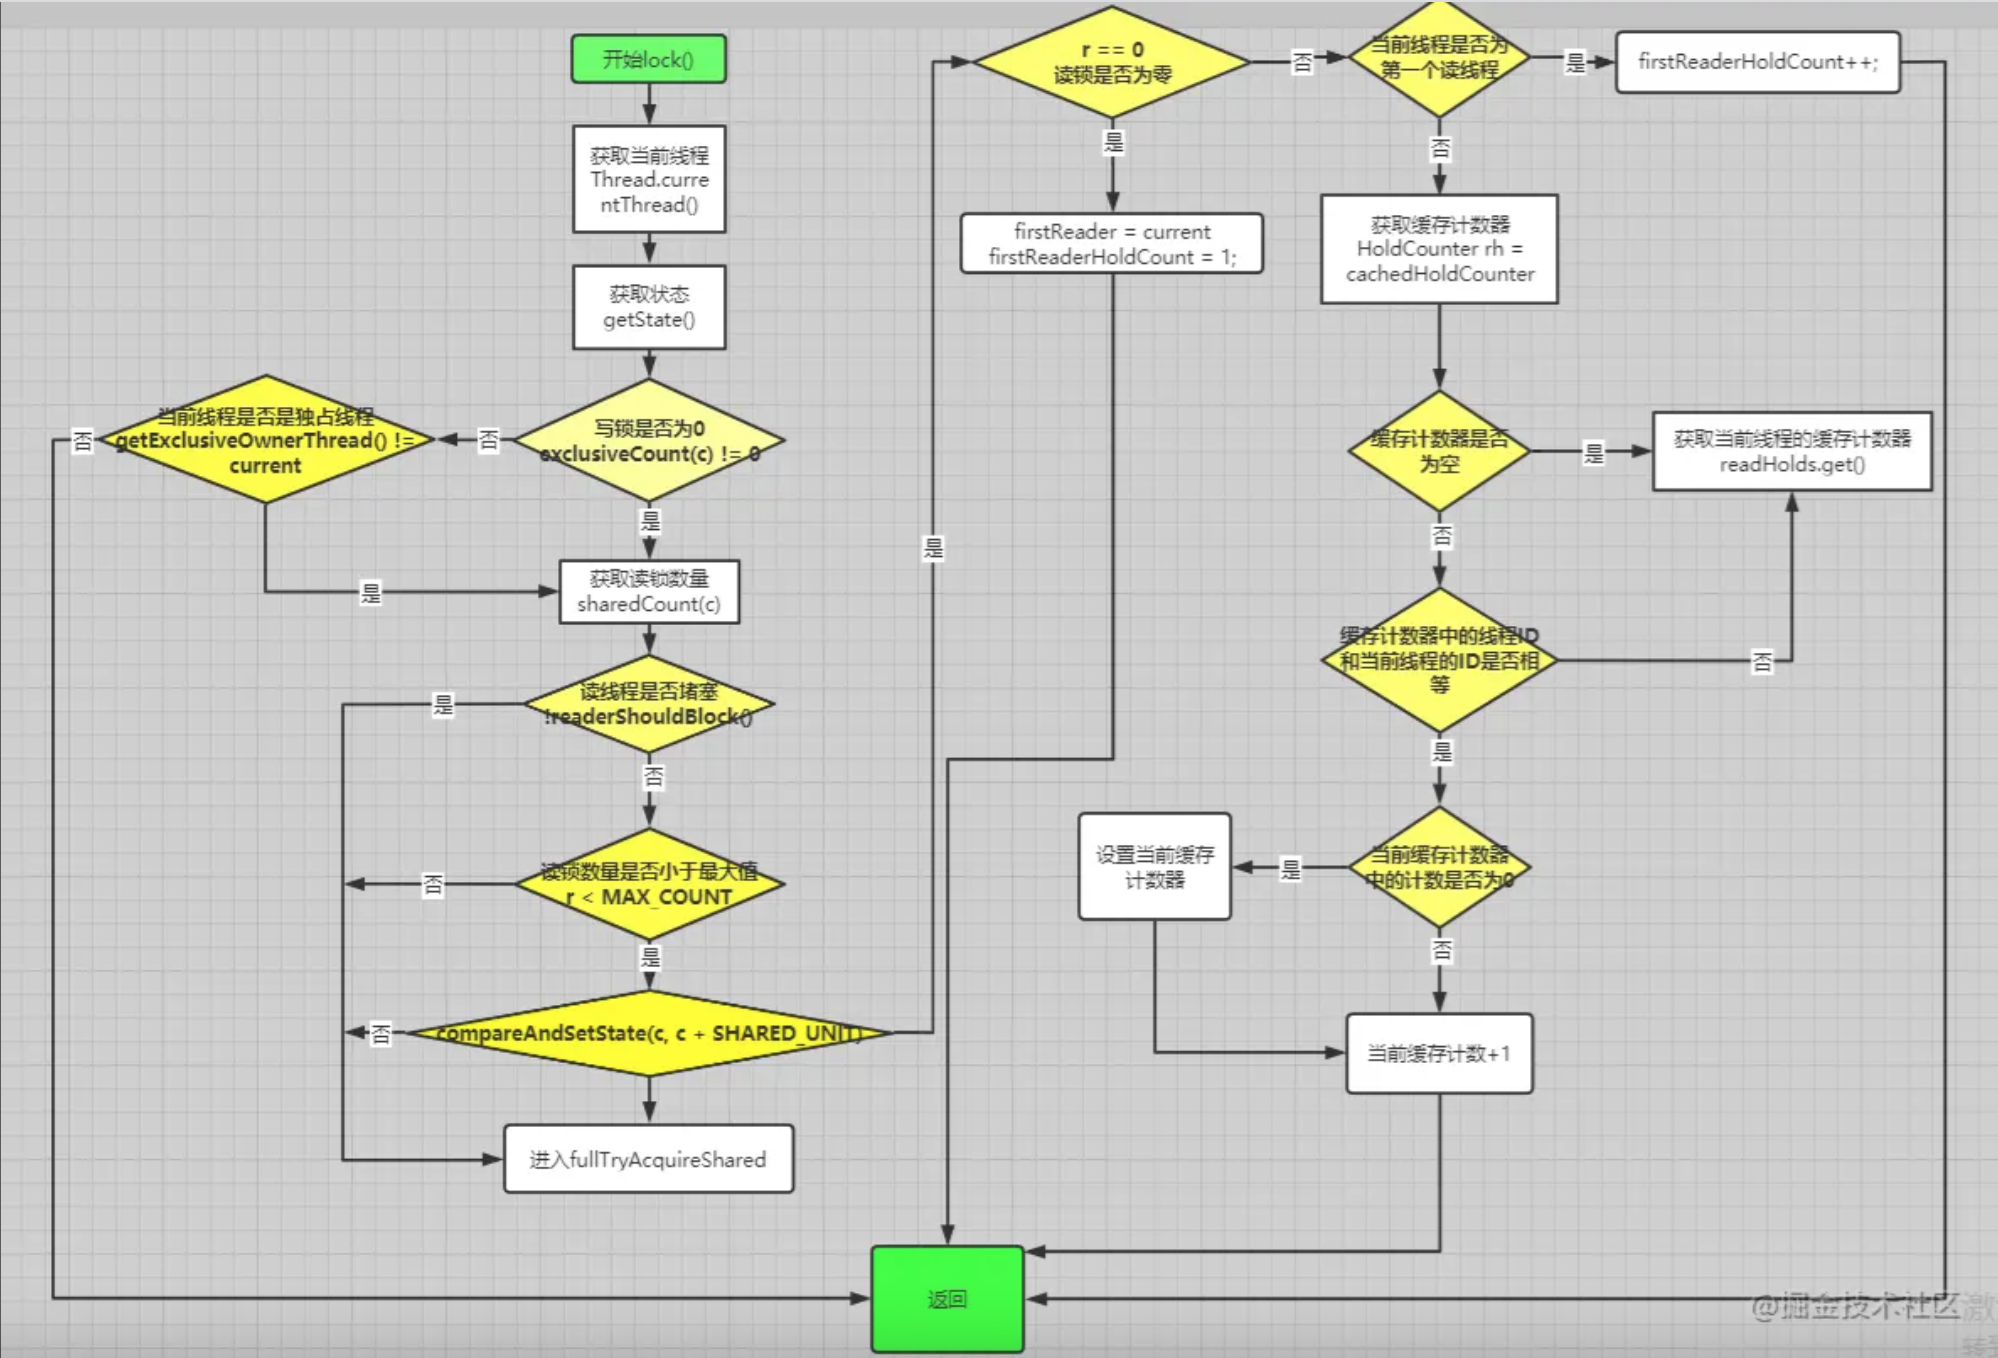 开始lock()
获取当前线程
Thread.curre
ntThread()
获取状态
getState()
写锁是否为0
exclusiveCount(c) != 0
否
当前线程是否是独占线程
getExclusiveOwnerThread() !=
current
否
是
是
获取读锁数量
sharedCount(c)
读线程是否堵塞
!readerShouldBlock()
是
否
读锁数量是否小于最大值
r < MAX_COUNT
否
是
compareAndSetState(c, c + SHARED_UNIT)
否
是
进入fullTryAcquireShared
r == 0
读锁是否为零
否
是
firstReader = current
firstReaderHoldCount = 1;
当前线程是否为
第一个读线程
是
firstReaderHoldCount++;
否
获取缓存计数器
HoldCounter rh =
cachedHoldCounter
缓存计数器是否
为空
是
获取当前线程的缓存计数器
readHolds.get()
否
缓存计数器中的线程ID
和当前线程的ID是否相
等
否
是
当前缓存计数器
中的计数是否为0
是
设置当前缓存
计数器
否
当前缓存计数+1
返回
@掘金技术社区
激
转到